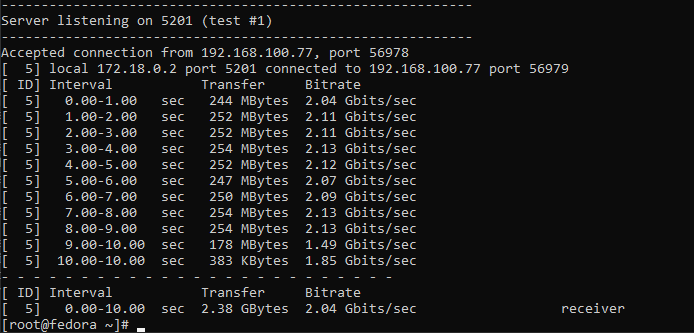 -----------------------------------------------------------
Server listening on 5201 (test #1)
-----------------------------------------------------------
Accepted connection from 192.168.100.77, port 56978
[  5] local 172.18.0.2 port 5201 connected to 192.168.100.77 port 56979
[ ID] Interval           Transfer     Bitrate
[  5]   0.00-1.00   sec   244 MBytes  2.04 Gbits/sec
[  5]   1.00-2.00   sec   252 MBytes  2.11 Gbits/sec
[  5]   2.00-3.00   sec   252 MBytes  2.11 Gbits/sec
[  5]   3.00-4.00   sec   254 MBytes  2.13 Gbits/sec
[  5]   4.00-5.00   sec   252 MBytes  2.12 Gbits/sec
[  5]   5.00-6.00   sec   247 MBytes  2.07 Gbits/sec
[  5]   6.00-7.00   sec   250 MBytes  2.09 Gbits/sec
[  5]   7.00-8.00   sec   254 MBytes  2.13 Gbits/sec
[  5]   8.00-9.00   sec   254 MBytes  2.13 Gbits/sec
[  5]   9.00-10.00  sec   178 MBytes  1.49 Gbits/sec
[  5]  10.00-10.00  sec   383 KBytes  1.85 Gbits/sec
- - - - - - - - - - - - - - - - - - - - - - - - -
[ ID] Interval           Transfer     Bitrate
[  5]   0.00-10.00  sec  2.38 GBytes  2.04 Gbits/sec                  receiver
[root@fedora ~]#